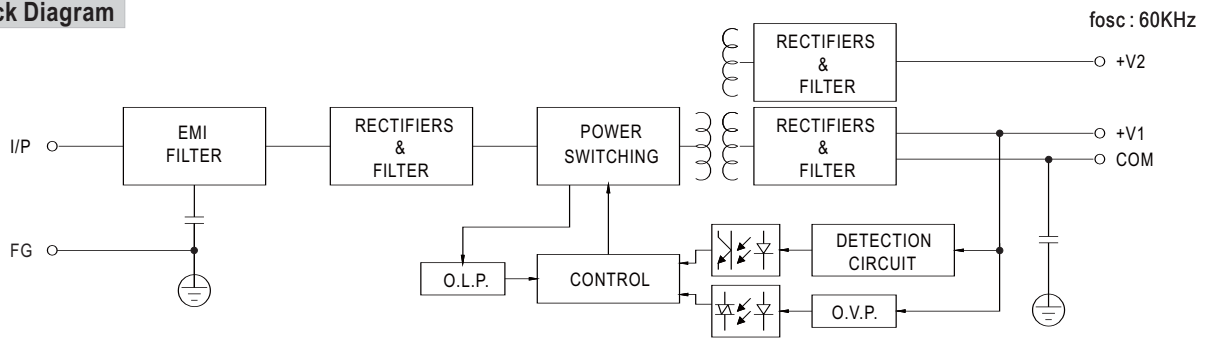 ck Diagram
fosc : 60KHz
RECTIFIERS
&
FILTER
+V2
I/P
EMI
FILTER
RECTIFIERS
&
FILTER
POWER
SWITCHING
RECTIFIERS
&
FILTER
+V1
COM
FG
O.L.P.
CONTROL
DETECTION
CIRCUIT
O.V.P.